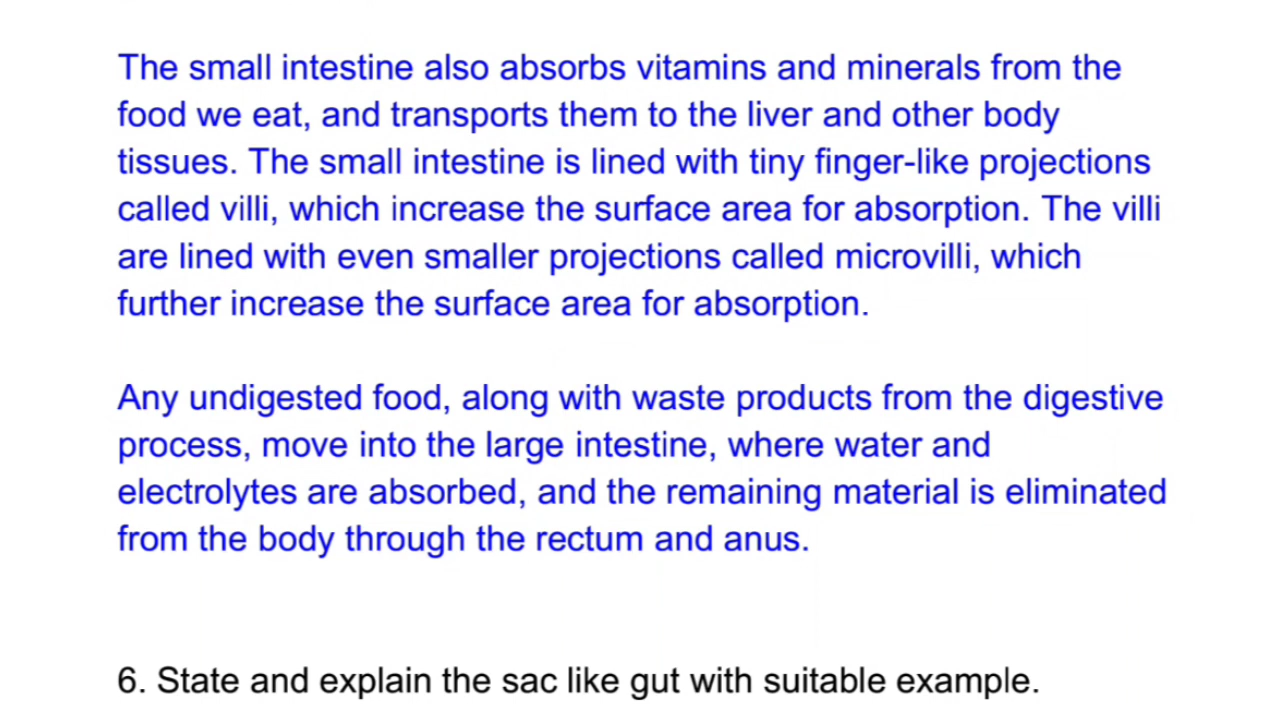 The small intestine also absorbs vitamins and minerals from the
food we eat, and transports them to the liver and other body
tissues. The small intestine is lined with tiny finger-like projections
called villi, which increase the surface area for absorption. The villi
are lined with even smaller projections called microvilli, which
further increase the surface area for absorption.
Any undigested food, along with waste products from the digestive
process, move into the large intestine, where water and
electrolytes are absorbed, and the remaining material is eliminated
from the body through the rectum and anus.
6. State and explain the sac like gut with suitable example.